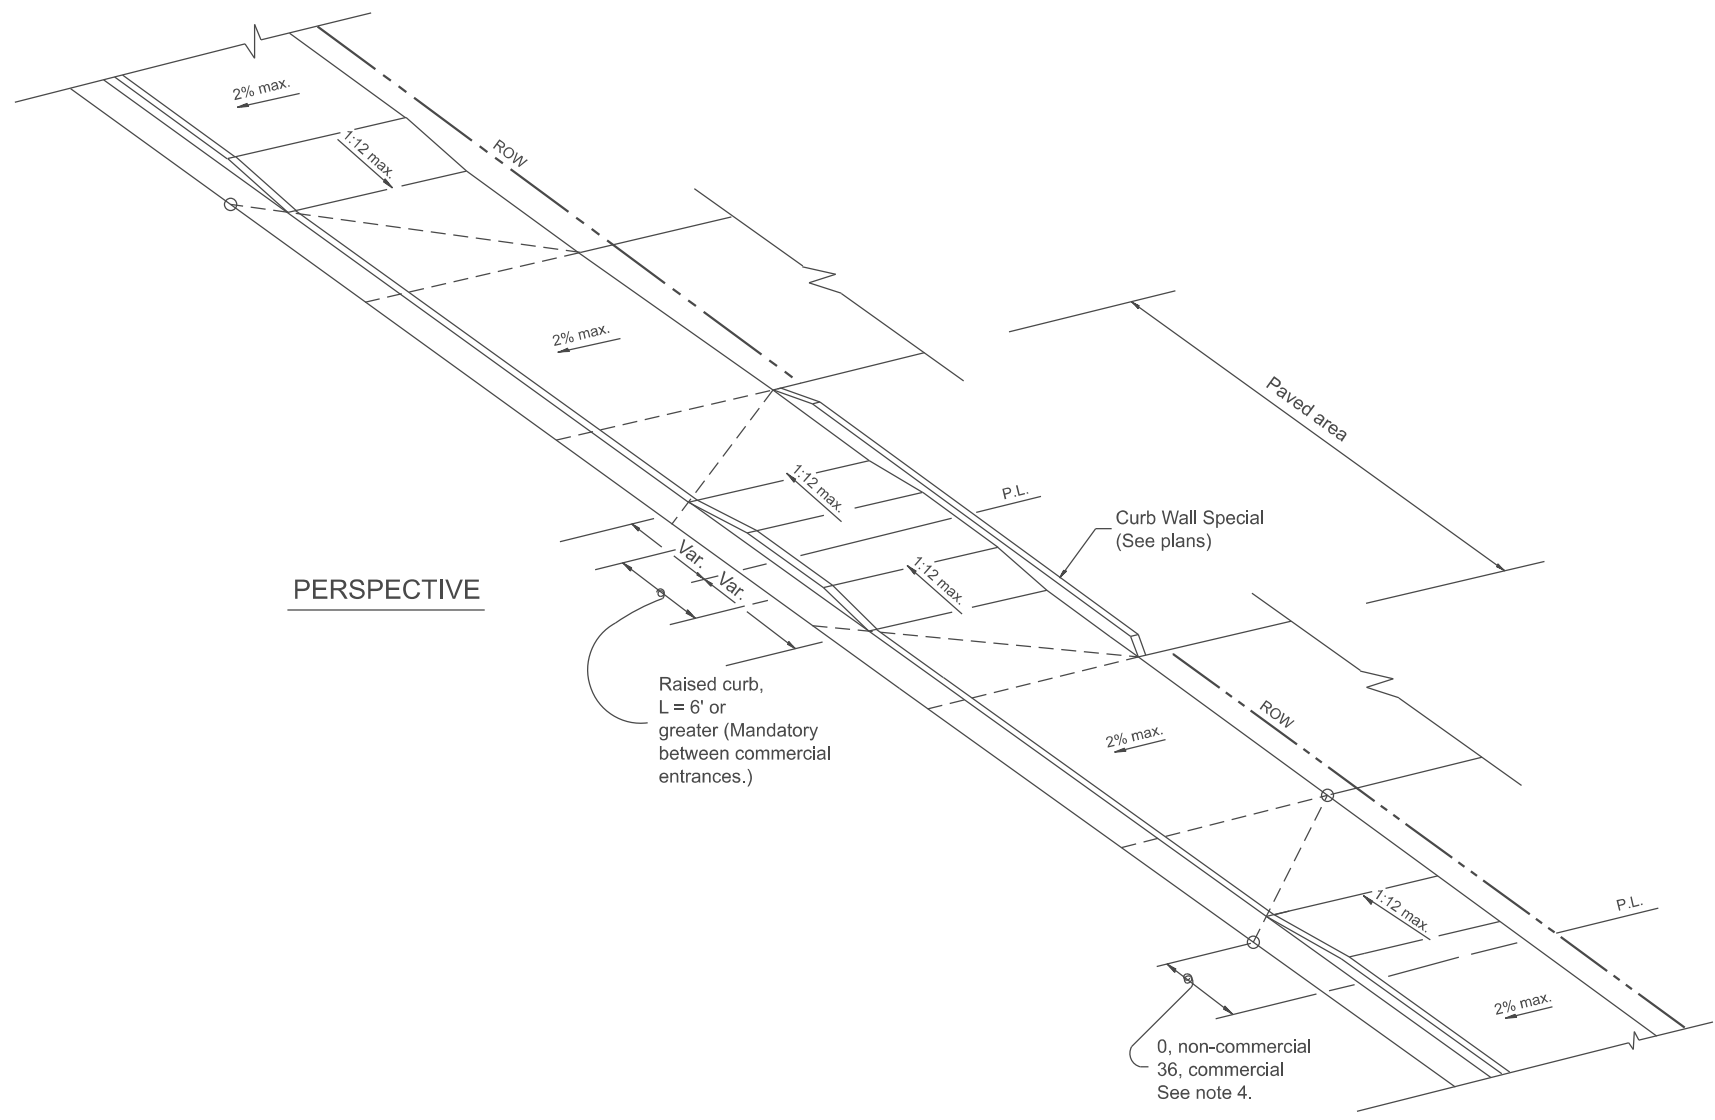 2% max.
1:12 max.
ROW
2% max.
Paved area
1:12 max.
P.L.
Curb Wall Special
(See plans)
Var.
Var.
1:12 max.
PERSPECTIVE
Raised curb,
L = 6' or
greater (Mandatory
between commercial
entrances.)
ROW
2% max.
1:12 max.
P.L.
2% max.
0, non-commercial
36, commercial
See note 4.